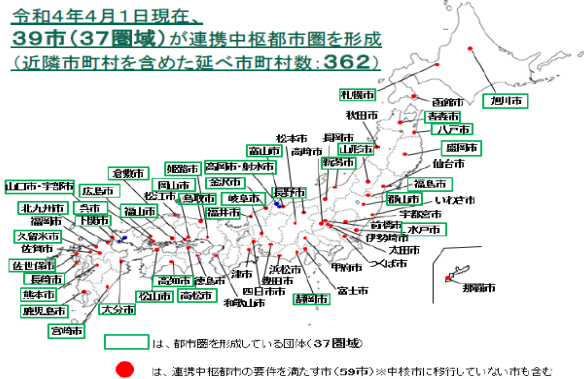 令和4年4月1日現在、
39市(37圏域)が連携中枢都市圏を形成
(近隣市町村を含めた延べ市町村数:362)
札幌市
旭川市
函館市
青森市
秋田市
八戸市
盛岡市
松本市
長岡市
高崎市
山形市
仙台市
姫路市
高岡市・射水市
富山市
新潟市
倉敷市
金沢市
長野市
福島市
山口市・宇部市
広島市
岡山市
鳥取市
岐阜市
いわき市
松江市
郡山市
北九州市
呉市
福山市
福井市
宇都宮市
福岡市
下関市
前橋市
水戸市
久留米市
伊勢崎市
佐賀市
太田市
佐世保市
つくば市
長崎市
高知市
徳島市
津市
浜松市
甲府市
豊田市
熊本市
松山市
高松市
四日市市
富士市
那覇市
和歌山市
静岡市
鹿児島市
大分市
宮崎市
は、都市圏を形成している団体(37圏域)
は、連携中枢都市の要件を満たす市(59市)※中核市に移行していない市も含む